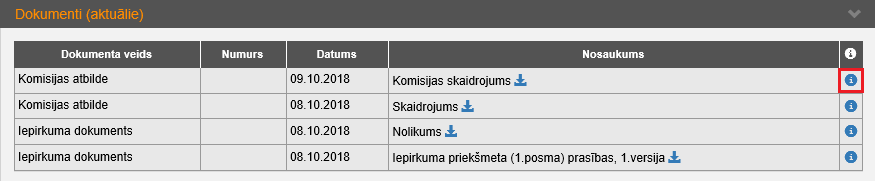 Dokumenti (aktuālie)
Dokumenta veids Numurs Datums Nosaukums
Komisijas atbilde 09.10.2018 Komisijas skaidrojums
Komisijas atbilde 08.10.2018 Skaidrojums
Iepirkuma dokuments 08.10.2018 Nolikums
Iepirkuma dokuments 08.10.2018 Iepirkuma priekšmeta (1.posma) prasības, 1.versija